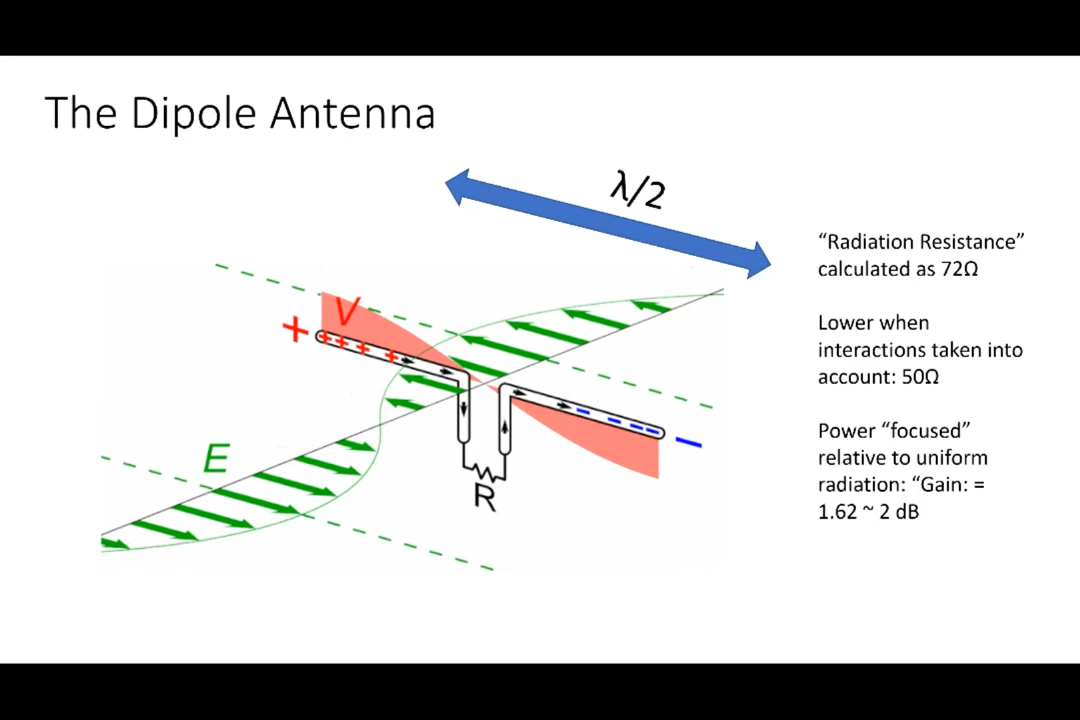 The Dipole Antenna
λ/2
“Radiation Resistance”
calculated as 72Ω
Lower when
interactions taken into
account: 50Ω
Power “focused”
relative to uniform
radiation: “Gain: =
1.62 ~ 2 dB
V
+
+ + + +
E
R